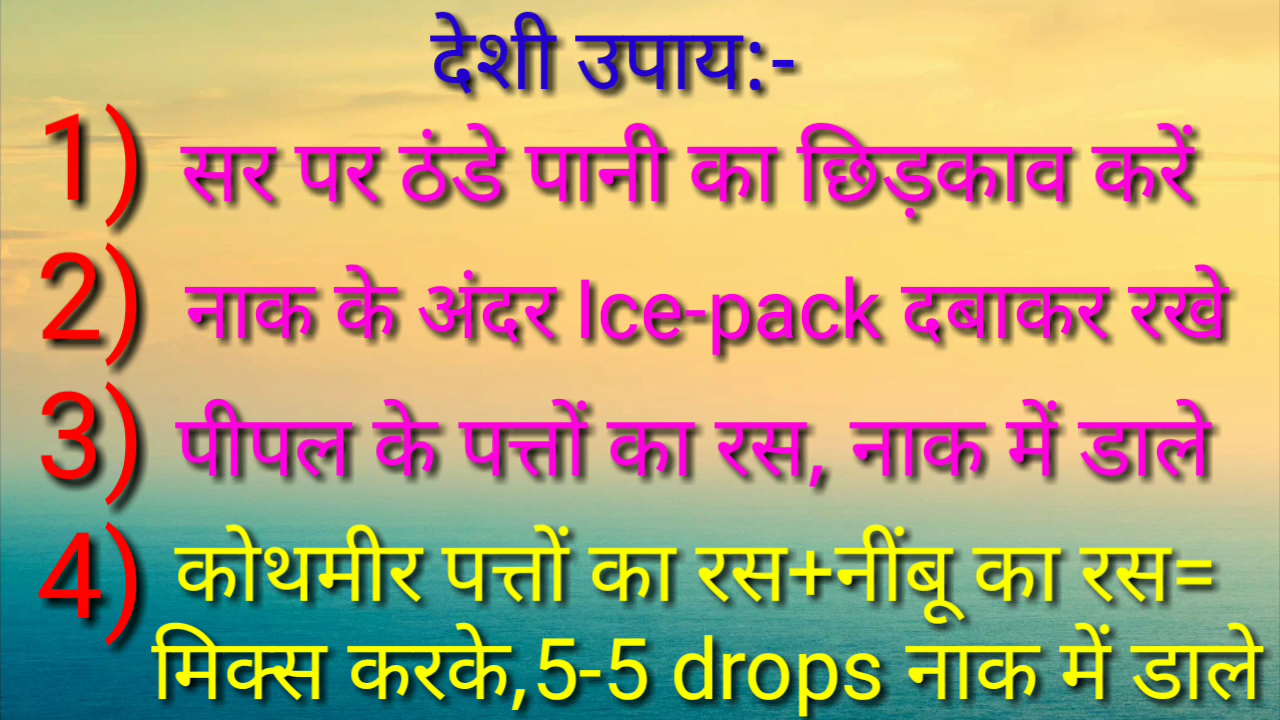 देशी उपाय:-
1) सर पर ठंडे पानी का छिड़काव करें
2) नाक के अंदर Ice-pack दबाकर रखे
3) पीपल के पत्तों का रस, नाक में डाले
4) कोथमीर पत्तों का रस+नींबू का रस=
मिक्स करके,5-5 drops नाक में डाले